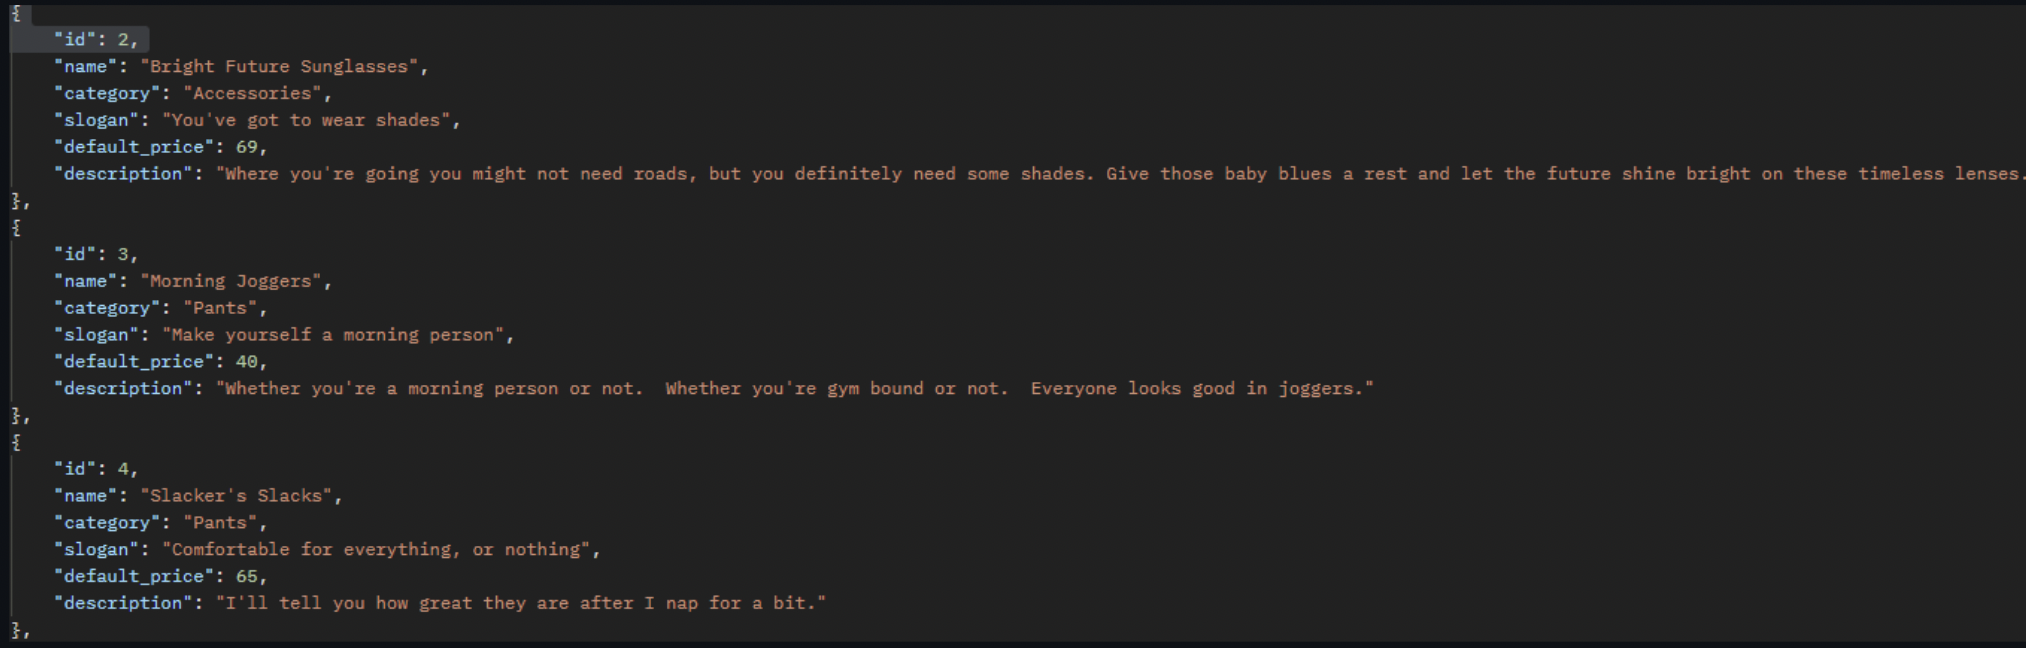 {
    "id": 2,
    "name": "Bright Future Sunglasses",
    "category": "Accessories",
    "slogan": "You've got to wear shades",
    "default_price": 69,
    "description": "Where you're going you might not need roads, but you definitely need some shades. Give those baby blues a rest and let the future shine bright on these timeless lenses.
},
{
    "id": 3,
    "name": "Morning Joggers",
    "category": "Pants",
    "slogan": "Make yourself a morning person",
    "default_price": 40,
    "description": "Whether you're a morning person or not.  Whether you're gym bound or not.  Everyone looks good in joggers."
},
{
    "id": 4,
    "name": "Slacker's Slacks",
    "category": "Pants",
    "slogan": "Comfortable for everything, or nothing",
    "default_price": 65,
    "description": "I'll tell you how great they are after I nap for a bit."
},